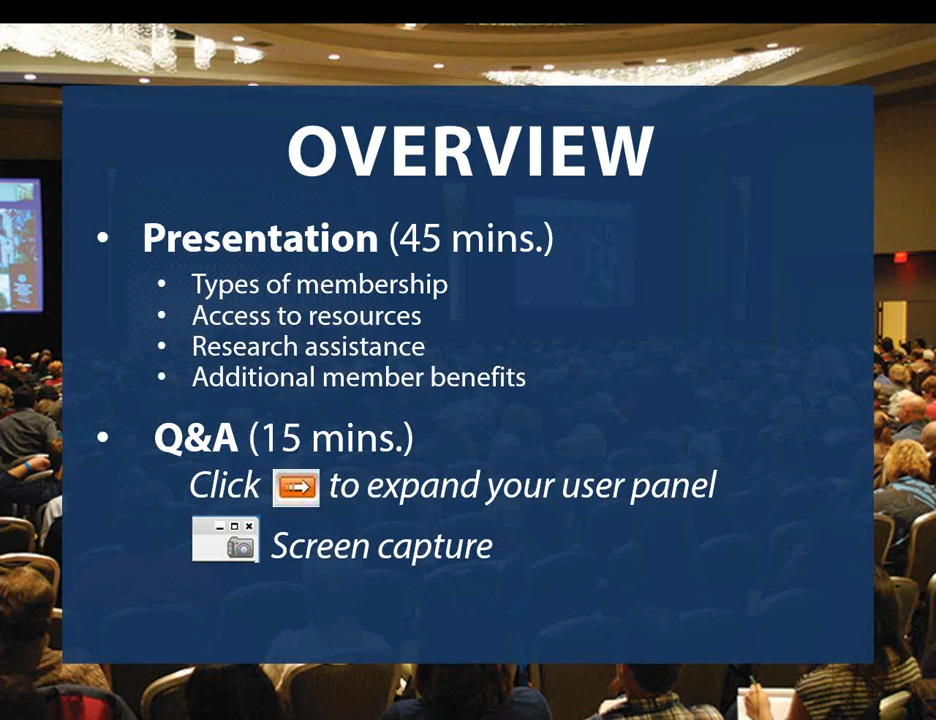 OVERVIEW
• Presentation (45 mins.)
• Types of membership
• Access to resources
• Research assistance
• Additional member benefits
• Q&A (15 mins.)
Click to expand your user panel
Screen capture